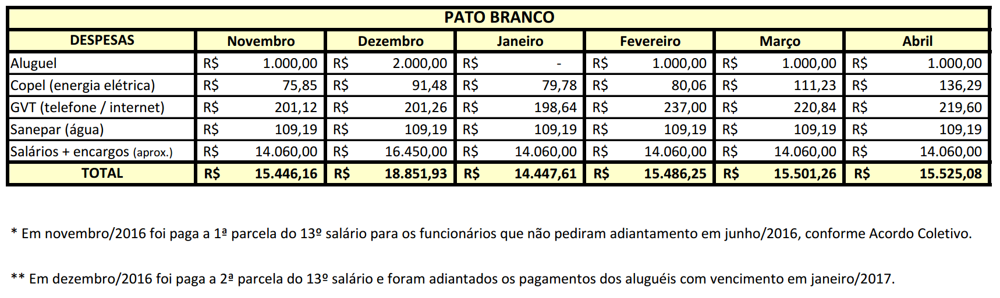 PATO BRANCO
DESPESAS Novembro Dezembro Janeiro Fevereiro Março Abril
Aluguel R$ 1.000,00 R$ 2.000,00 R$ - R$ 1.000,00 R$ 1.000,00 R$ 1.000,00
Copel (energia elétrica) R$ 75,85 R$ 91,48 R$ 79,78 R$ 80,06 R$ 111,23 R$ 136,29
GVT (telefone / internet) R$ 201,12 R$ 201,26 R$ 198,64 R$ 237,00 R$ 220,84 R$ 219,60
Sanepar (água) R$ 109,19 R$ 109,19 R$ 109,19 R$ 109,19 R$ 109,19 R$ 109,19
Salários + encargos (aprox.) R$ 14.060,00 R$ 16.450,00 R$ 14.060,00 R$ 14.060,00 R$ 14.060,00 R$ 14.060,00
TOTAL R$ 15.446,16 R$ 18.851,93 R$ 14.447,61 R$ 15.486,25 R$ 15.501,26 R$ 15.525,08
* Em novembro/2016 foi paga a 1ª parcela do 13º salário para os funcionários que não pediram adiantamento em junho/2016, conforme Acordo Coletivo.
** Em dezembro/2016 foi paga a 2ª parcela do 13º salário e foram adiantados os pagamentos dos aluguéis com vencimento em janeiro/2017.